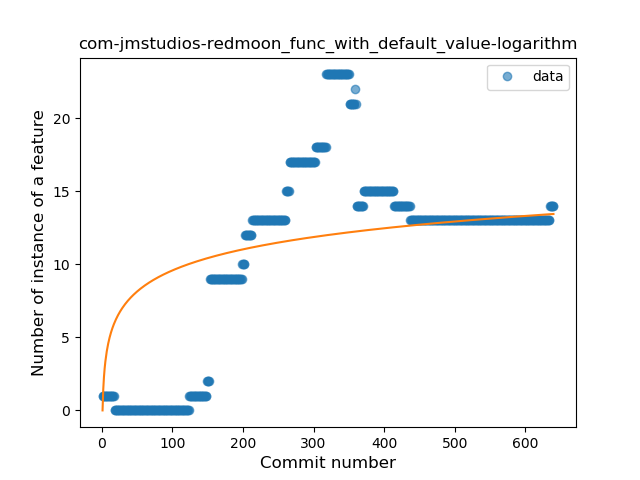 com-jmstudios-redmoon_func_with_default_value-logarithm
data
Number of instance of a feature
20
15
10
5
0
0 100 200 300 400 500 600
Commit number